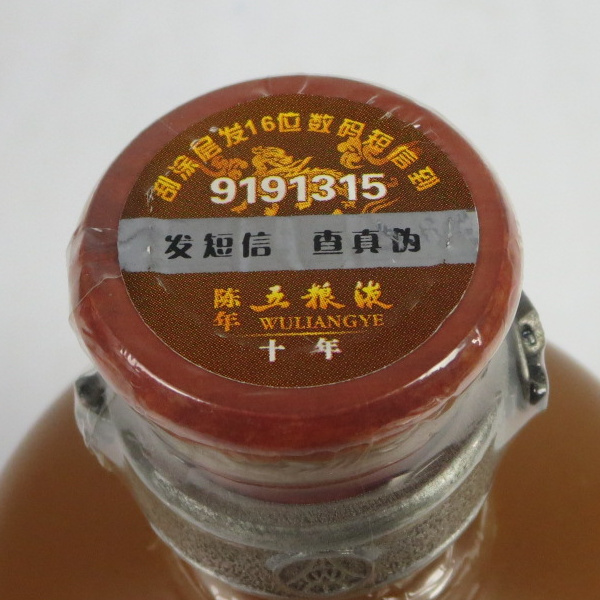 刮涂层发16位数码短信到
9191315
发短信 查真伪
陈年 五粮液
WULIANGYE
十年